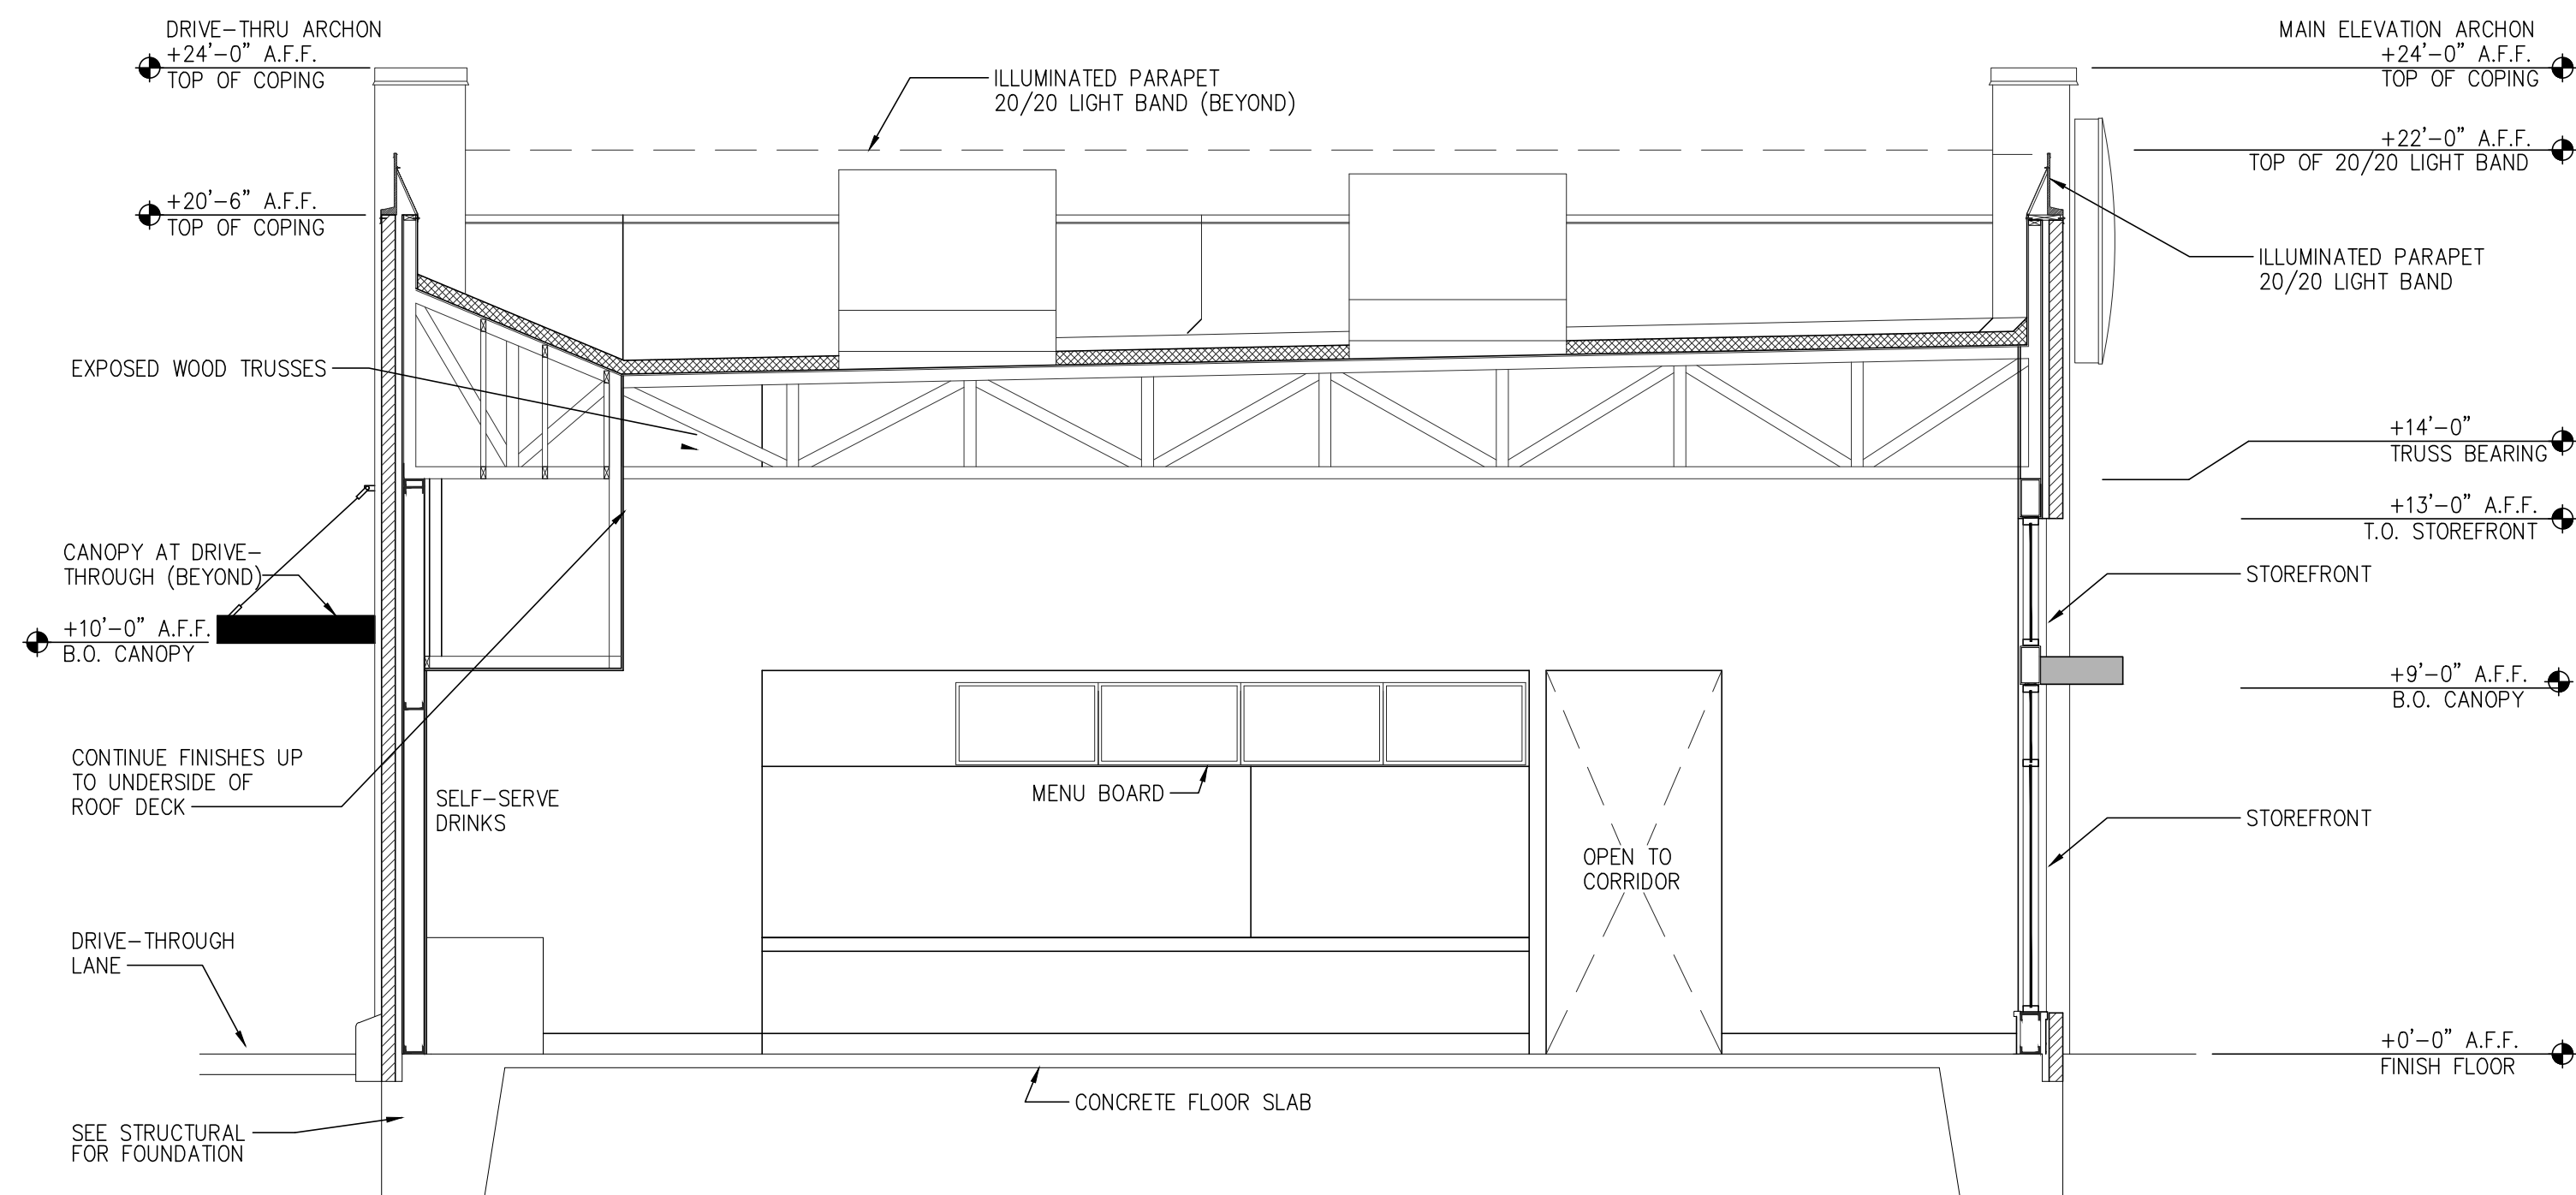 DRIVE-THRU ARCHON
+24'-0" A.F.F.
TOP OF COPING
MAIN ELEVATION ARCHON
+24'-0" A.F.F.
TOP OF COPING
ILLUMINATED PARAPET
20/20 LIGHT BAND (BEYOND)
+22'-0" A.F.F.
TOP OF 20/20 LIGHT BAND
+20'-6" A.F.F.
TOP OF COPING
ILLUMINATED PARAPET
20/20 LIGHT BAND
EXPOSED WOOD TRUSSES
+14'-0"
TRUSS BEARING
+13'-0" A.F.F.
T.O. STOREFRONT
CANOPY AT DRIVE-
THROUGH (BEYOND)
STOREFRONT
+10'-0" A.F.F.
B.O. CANOPY
+9'-0" A.F.F.
B.O. CANOPY
CONTINUE FINISHES UP
TO UNDERSIDE OF
ROOF DECK
SELF-SERVE
DRINKS
MENU BOARD
STOREFRONT
OPEN TO
CORRIDOR
DRIVE-THROUGH
LANE
+0'-0" A.F.F.
FINISH FLOOR
CONCRETE FLOOR SLAB
SEE STRUCTURAL
FOR FOUNDATION